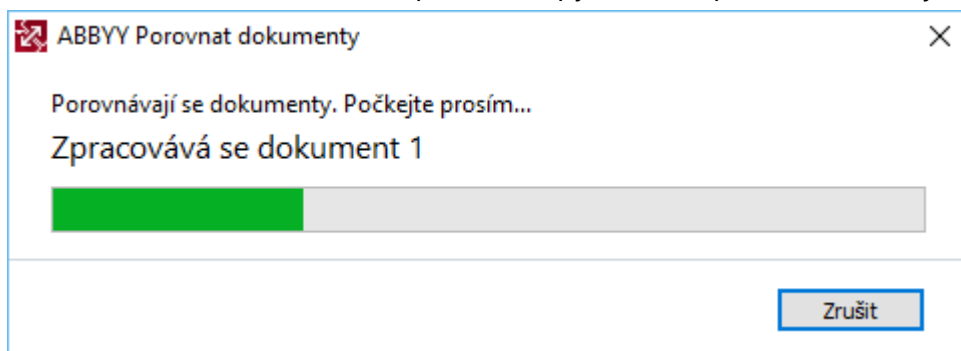 ABBYY Porovnat dokumenty
Porovnávají se dokumenty. Počkejte prosím...
Zpracovává se dokument 1
Zrušit